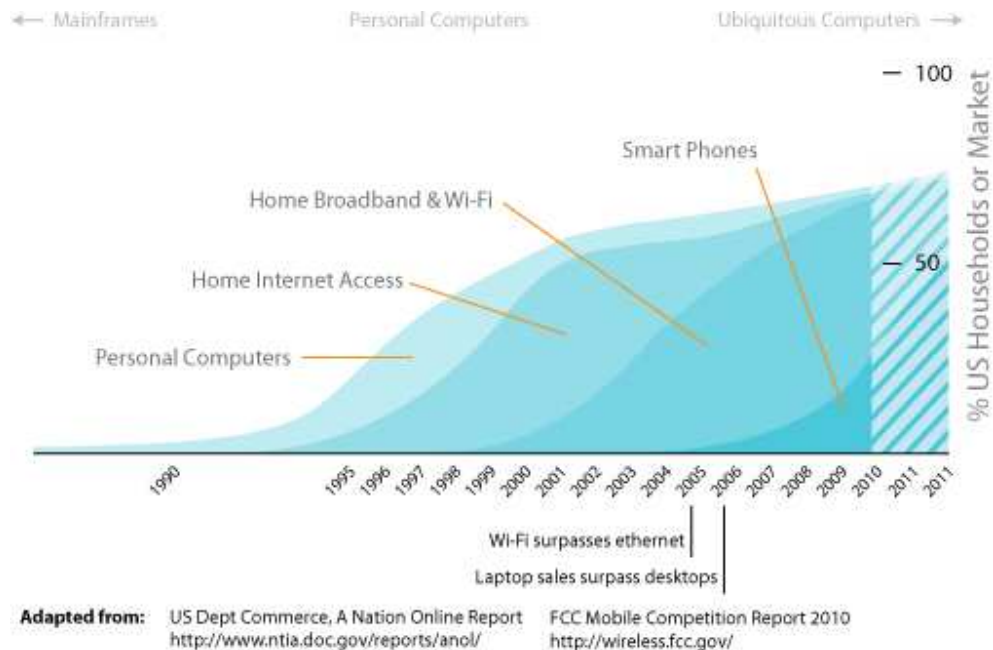 ← Mainframes Personal Computers Ubiquitous Computers →
100
Smart Phones
Home Broadband & Wi-Fi
50
Home Internet Access
Personal Computers
% US Households or Market
1990 1995 1996 1997 1998 1999 2000 2001 2002 2003 2004 2005 2006 2007 2008 2009 2010 2011 2011
Wi-Fi surpasses ethernet
Laptop sales surpass desktops
Adapted from: US Dept Commerce, A Nation Online Report FCC Mobile Competition Report 2010
http://www.ntia.doc.gov/reports/anol/ http://wireless.fcc.gov/